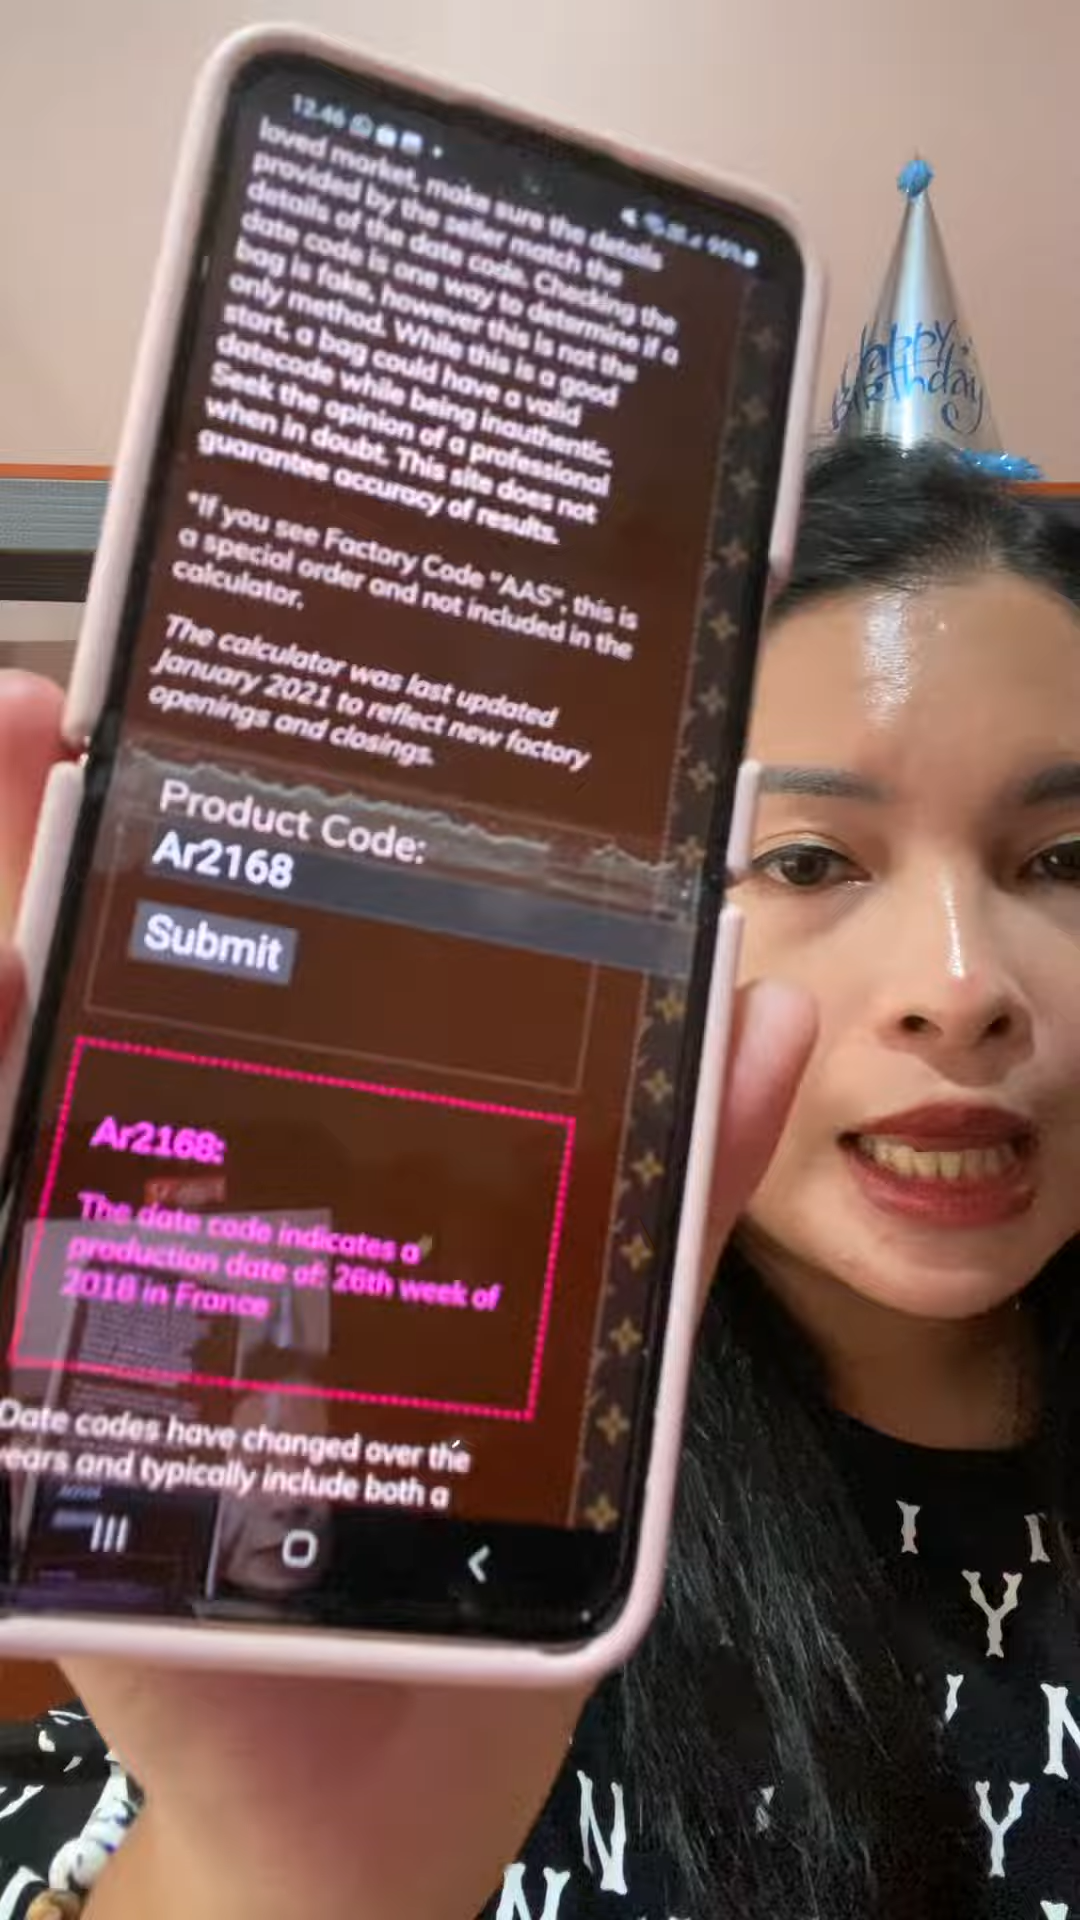 12.46
loved market, make sure the details
provided by the seller match the
details of the date code. Checking the
date code is one way to determine if a
bag is fake, however this is not the
only method. While this is a good
start, a bag could have a valid
datecode while being inauthentic.
Seek the opinion of a professional
when in doubt. This site does not
guarantee accuracy of results.
*If you see Factory Code "AAS", this is
a special order and not included in the
calculator.
The calculator was last updated
January 2021 to reflect new factory
openings and closings.
Product Code:
Ar2168
Submit
Ar2168:
The date code indicates a
production date of: 26th week of
2018 in France
Date codes have changed over the
years and typically include both a
Happy
Birthday